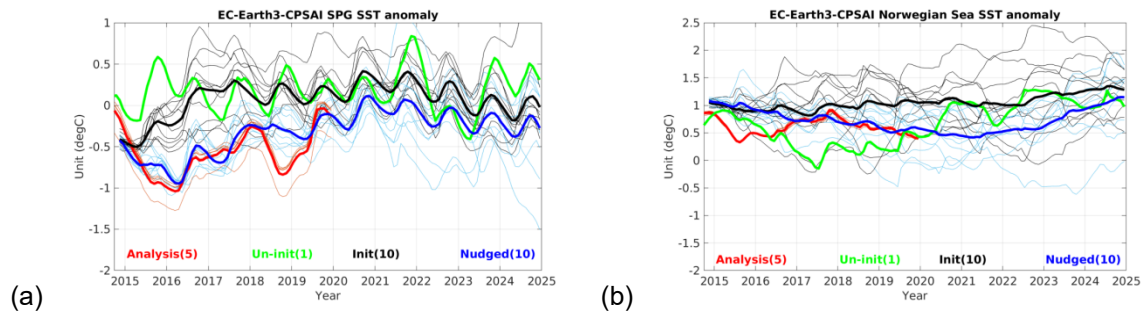 EC-Earth3-CPSAI SPG SST anomaly
Unit (degC)
1
0.5
0
-0.5
-1
-1.5
-2
Analysis(5) Un-init(1) Init(10) Nudged(10)
2015 2016 2017 2018 2019 2020 2021 2022 2023 2024 2025
Year
(a)
EC-Earth3-CPSAI Norwegian Sea SST anomaly
Unit (degC)
2.5
2
1.5
1
0.5
0
-0.5
-1
-1.5
-2
Analysis(5) Un-init(1) Init(10) Nudged(10)
2015 2016 2017 2018 2019 2020 2021 2022 2023 2024 2025
Year
(b)